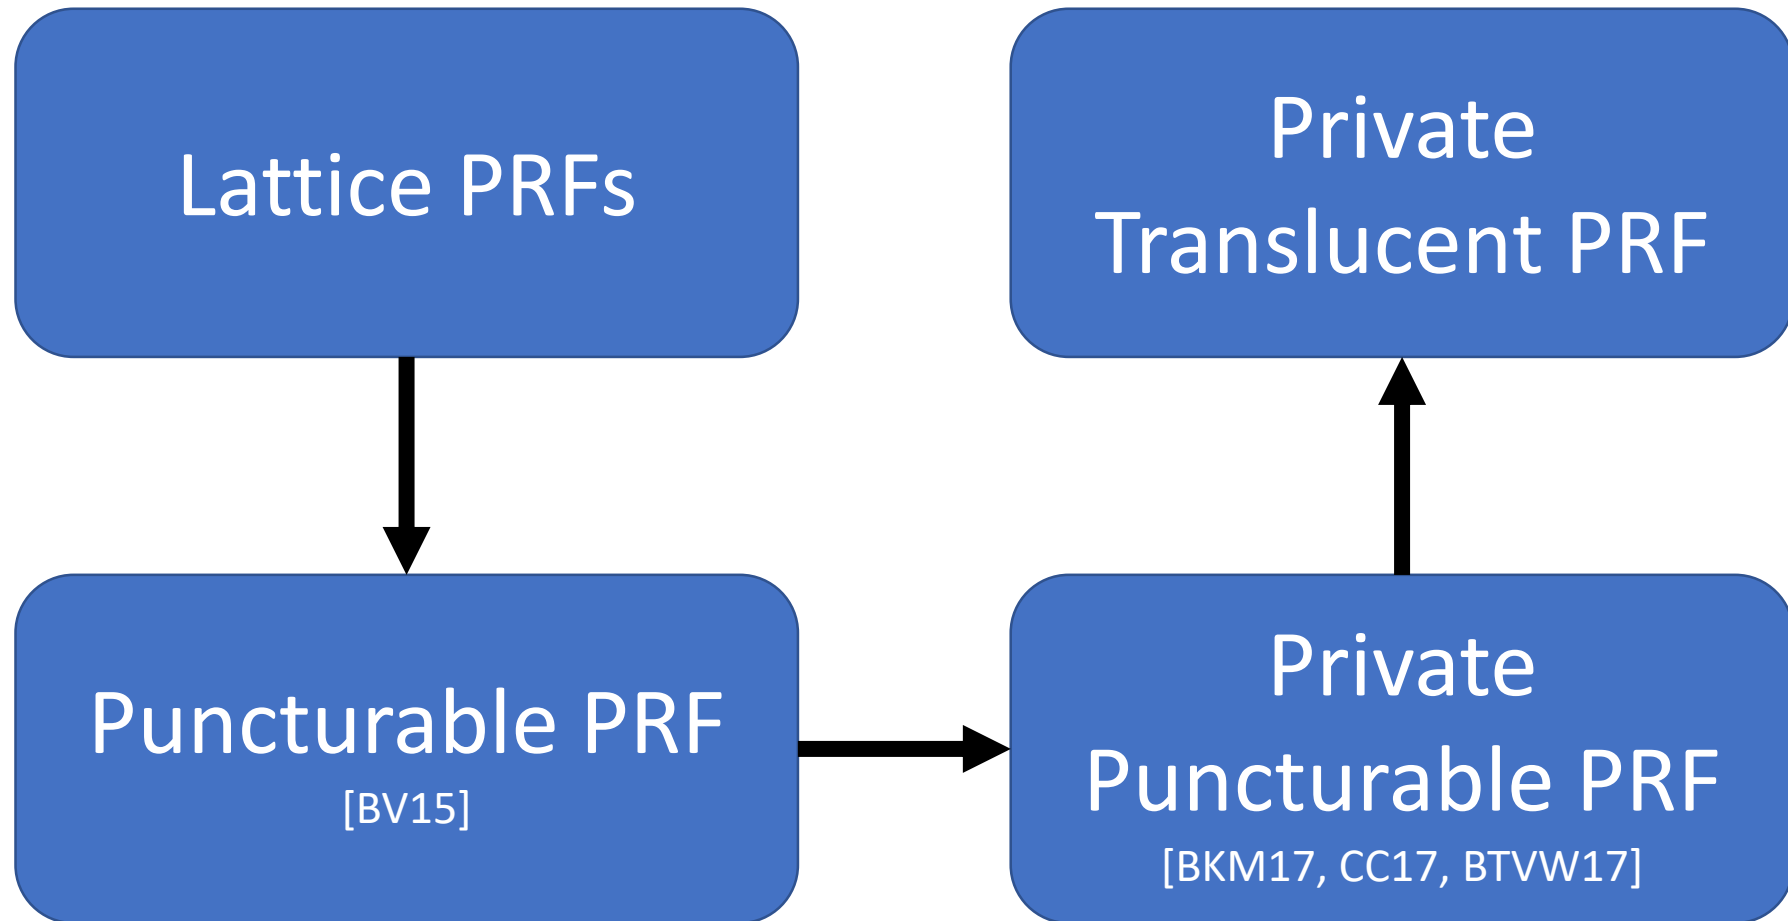 Lattice PRFs
Private
Translucent PRF
Puncturable PRF
[BV15]
Private
Puncturable PRF
[BKM17, CC17, BTVW17]